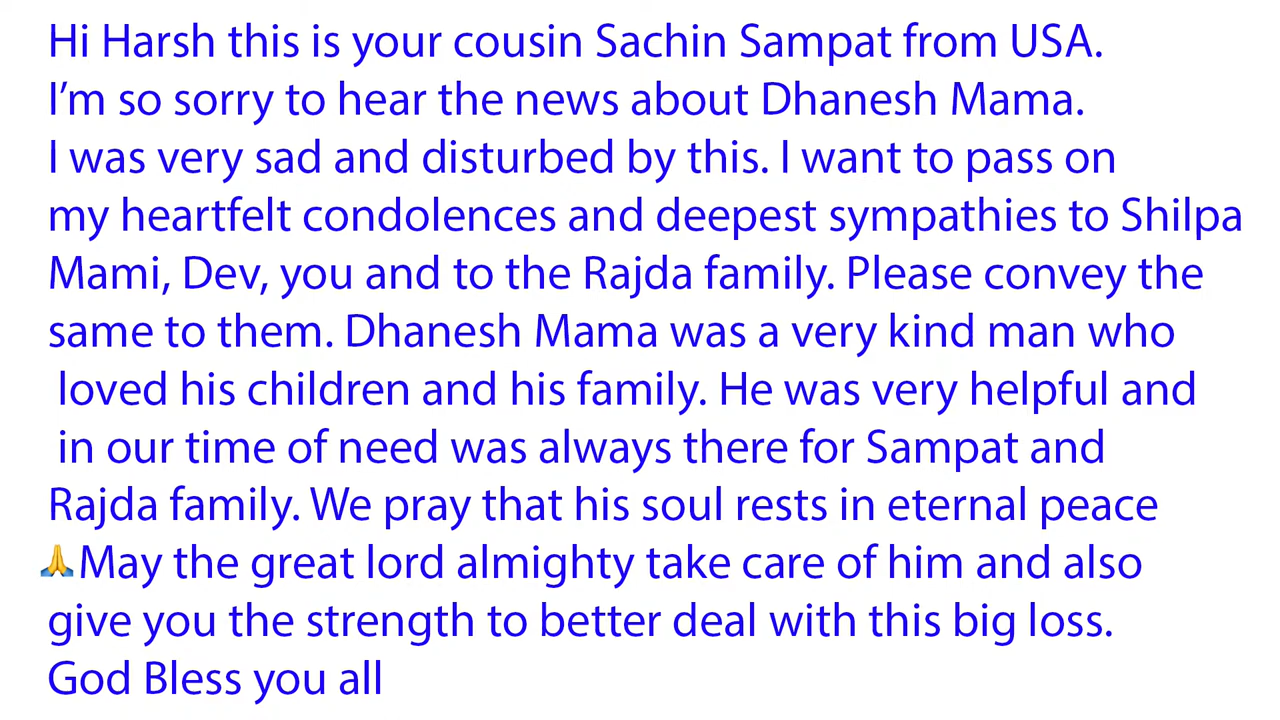 Hi Harsh this is your cousin Sachin Sampat from USA.
I’m so sorry to hear the news about Dhanesh Mama.
I was very sad and disturbed by this. I want to pass on
my heartfelt condolences and deepest sympathies to Shilpa
Mami, Dev, you and to the Rajda family. Please convey the
same to them. Dhanesh Mama was a very kind man who
loved his children and his family. He was very helpful and
in our time of need was always there for Sampat and
Rajda family. We pray that his soul rests in eternal peace
🙏May the great lord almighty take care of him and also
give you the strength to better deal with this big loss.
God Bless you all